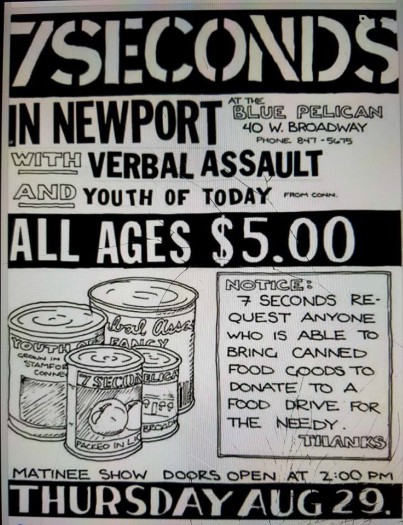 7SECONDS
IN NEWPORT
AT THE
BLUE PELICAN
40 W. BROADWAY
PHONE 847-5675
WITH VERBAL ASSAULT
AND YOUTH OF TODAY FROM CONN.
ALL AGES $5.00
NOTICE:
7 SECONDS RE-
QUEST ANYONE
WHO IS ABLE TO
BRING CANNED
FOOD GOODS TO
DONATE TO A
FOOD DRIVE FOR
THE NEEDY.
THANKS
YOUTH OF
GROWN IN
STAMFORD
CONNE
FANCY
7 SECONDS
PACKED IN
MATINEE SHOW DOORS OPEN AT 2:00 PM
THURSDAY AUG 29.